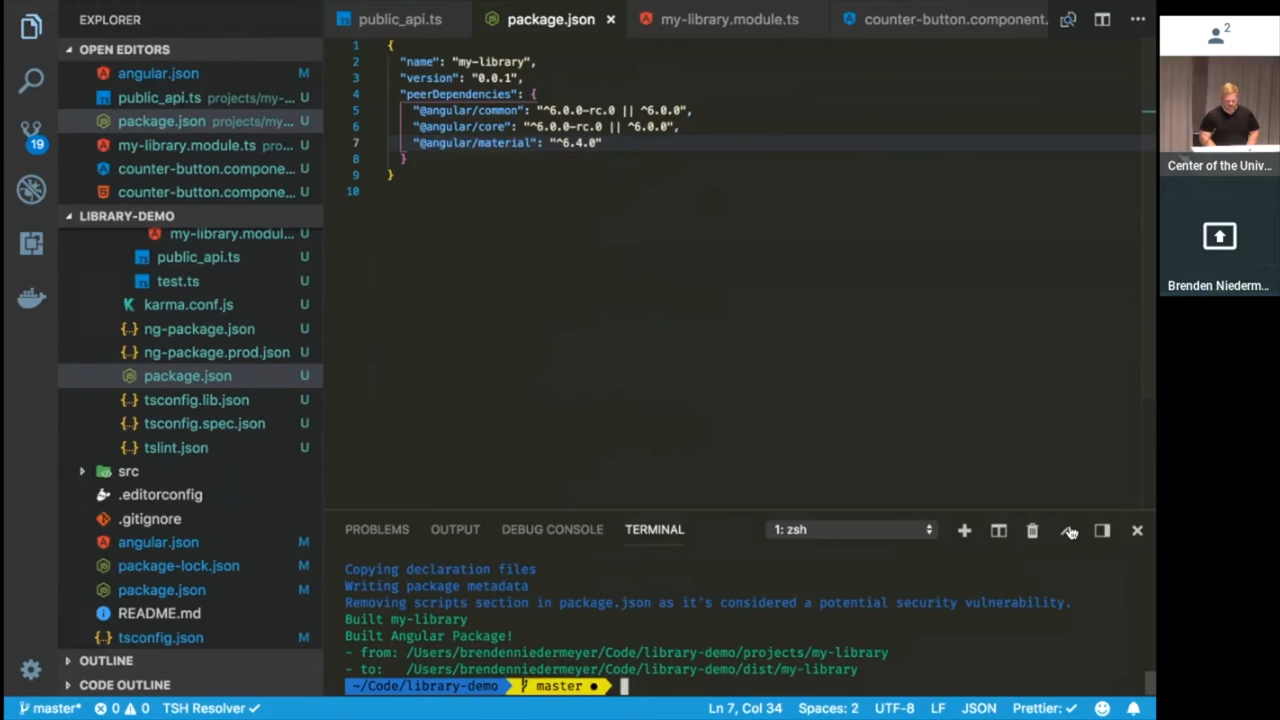 EXPLORER
OPEN EDITORS
angular.json M
public_api.ts projects/my-... U
package.json projects/my... U
my-library.module.ts pro... U
counter-button.compone... U
counter-button.compone... U
19
LIBRARY-DEMO
my-library.modul... U
public_api.ts U
test.ts U
karma.conf.js U
ng-package.json U
ng-package.prod.json U
package.json U
tsconfig.lib.json U
tsconfig.spec.json U
tslint.json U
src
.editorconfig
.gitignore
angular.json M
package-lock.json M
package.json M
README.md
tsconfig.json M
OUTLINE
CODE OUTLINE
public_api.ts
package.json
my-library.module.ts
counter-button.component.
1 {
2 "name": "my-library",
3 "version": "0.0.1",
4 "peerDependencies": {
5 "@angular/common": "^6.0.0-rc.0 || ^6.0.0",
6 "@angular/core": "^6.0.0-rc.0 || ^6.0.0",
7 "@angular/material": "^6.4.0"
8 }
9 }
10
PROBLEMS OUTPUT DEBUG CONSOLE TERMINAL 1: zsh
Copying declaration files
Writing package metadata
Removing scripts section in package.json as it's considered a potential security vulnerability.
Built my-library
Built Angular Package!
- from: /Users/brendenniedermeyer/Code/library-demo/projects/my-library
- to: /Users/brendenniedermeyer/Code/library-demo/dist/my-library
~/Code/library-demo master
master* 0 0 TSH Resolver Ln 7, Col 34 Spaces: 2 UTF-8 LF JSON Prettier:
2
Center of the Univ...
Brenden Niederm...